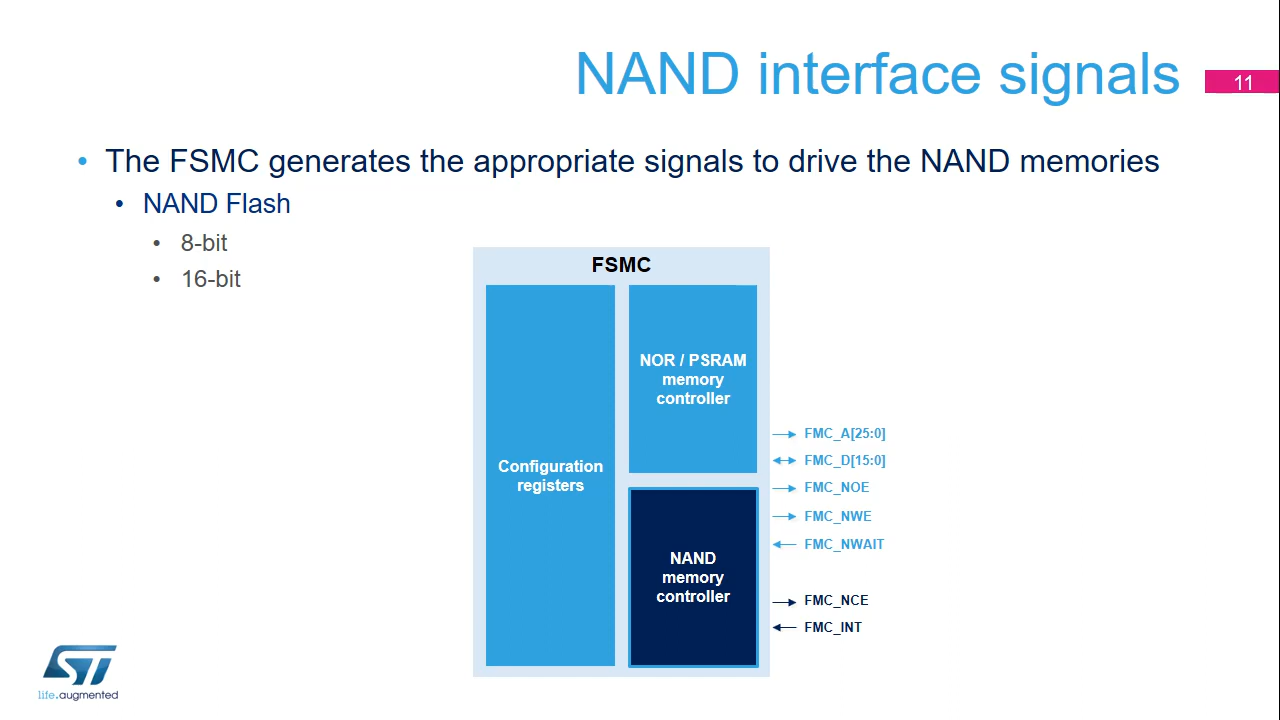 NAND interface signals
11
• The FSMC generates the appropriate signals to drive the NAND memories
• NAND Flash
• 8-bit
• 16-bit
FSMC
Configuration
registers
NOR / PSRAM
memory
controller
NAND
memory
controller
FMC_A[25:0]
FMC_D[15:0]
FMC_NOE
FMC_NWE
FMC_NWAIT
FMC_NCE
FMC_INT
ST
life.augmented